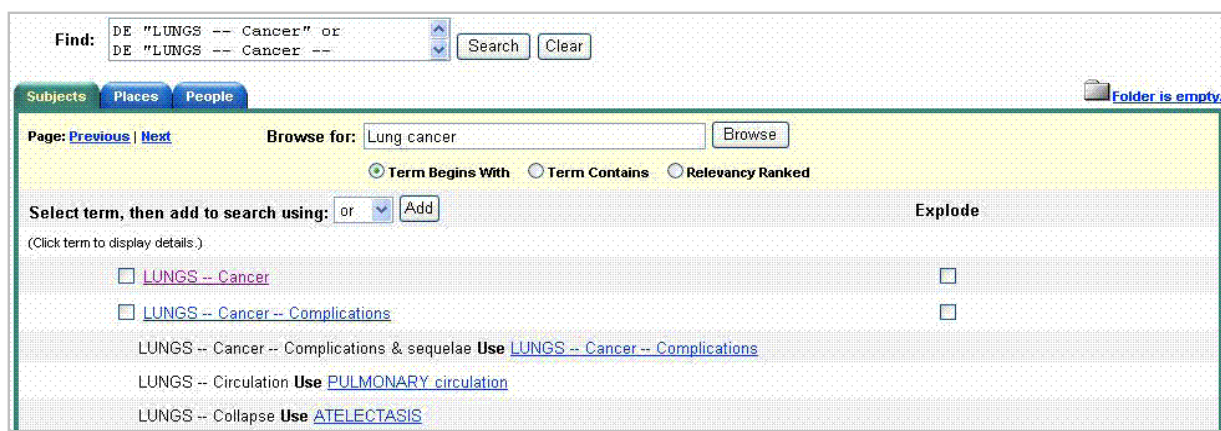 Find: DE "LUNGS -- Cancer" or
DE "LUNGS -- Cancer --
Search Clear
Subjects Places People
Folder is empty.
Page: Previous | Next Browse for: Lung cancer Browse
Term Begins With Term Contains Relevancy Ranked
Select term, then add to search using: or Add Explode
(Click term to display details.)
LUNGS -- Cancer
LUNGS -- Cancer -- Complications
LUNGS -- Cancer -- Complications & sequelae Use LUNGS -- Cancer -- Complications
LUNGS -- Circulation Use PULMONARY circulation
LUNGS -- Collapse Use ATELECTASIS